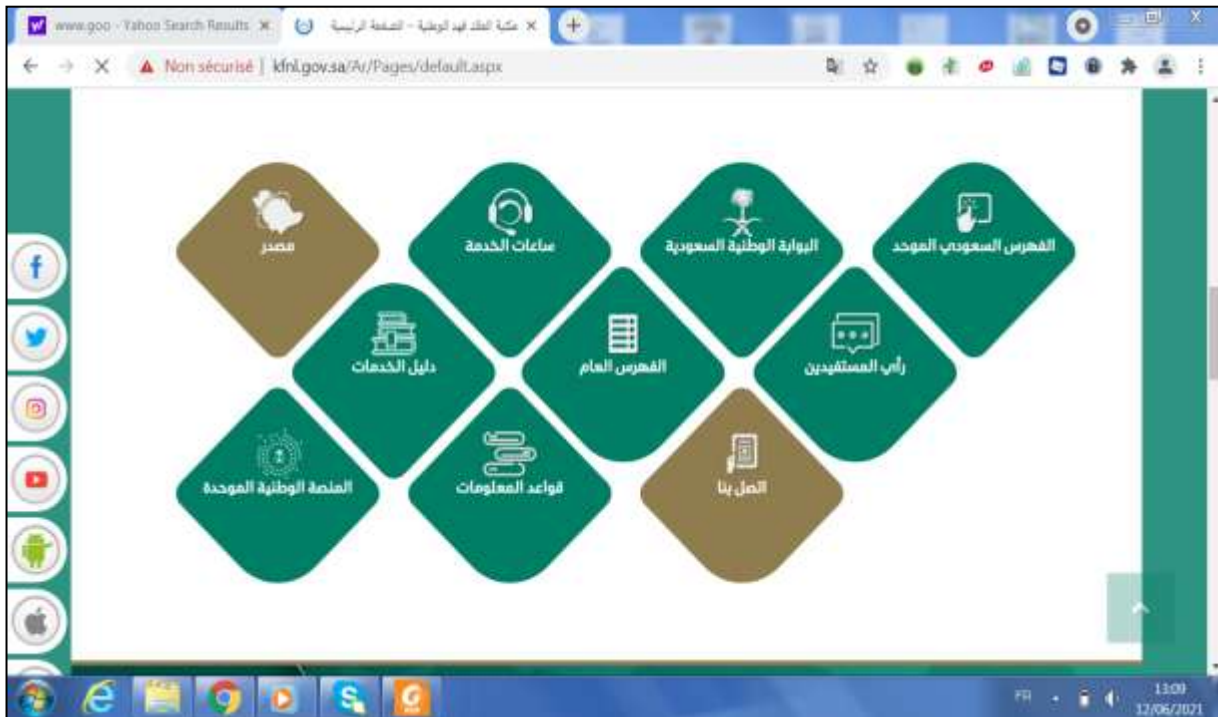 www.goo - Yahoo Search Results
مكتبة الملك فهد الوطنية – الصفحة الرئيسية
Non sécurisé | kfnl.gov.sa/Ar/Pages/default.aspx
الفهرس السعودي الموحد
البوابة الوطنية السعودية
ساعات الخدمة
مصدر
رأي المستفيدين
الفهرس العام
دليل الخدمات
اتصل بنا
قواعد المعلومات
المنصة الوطنية الموحدة
FR
13:09
12/06/2021